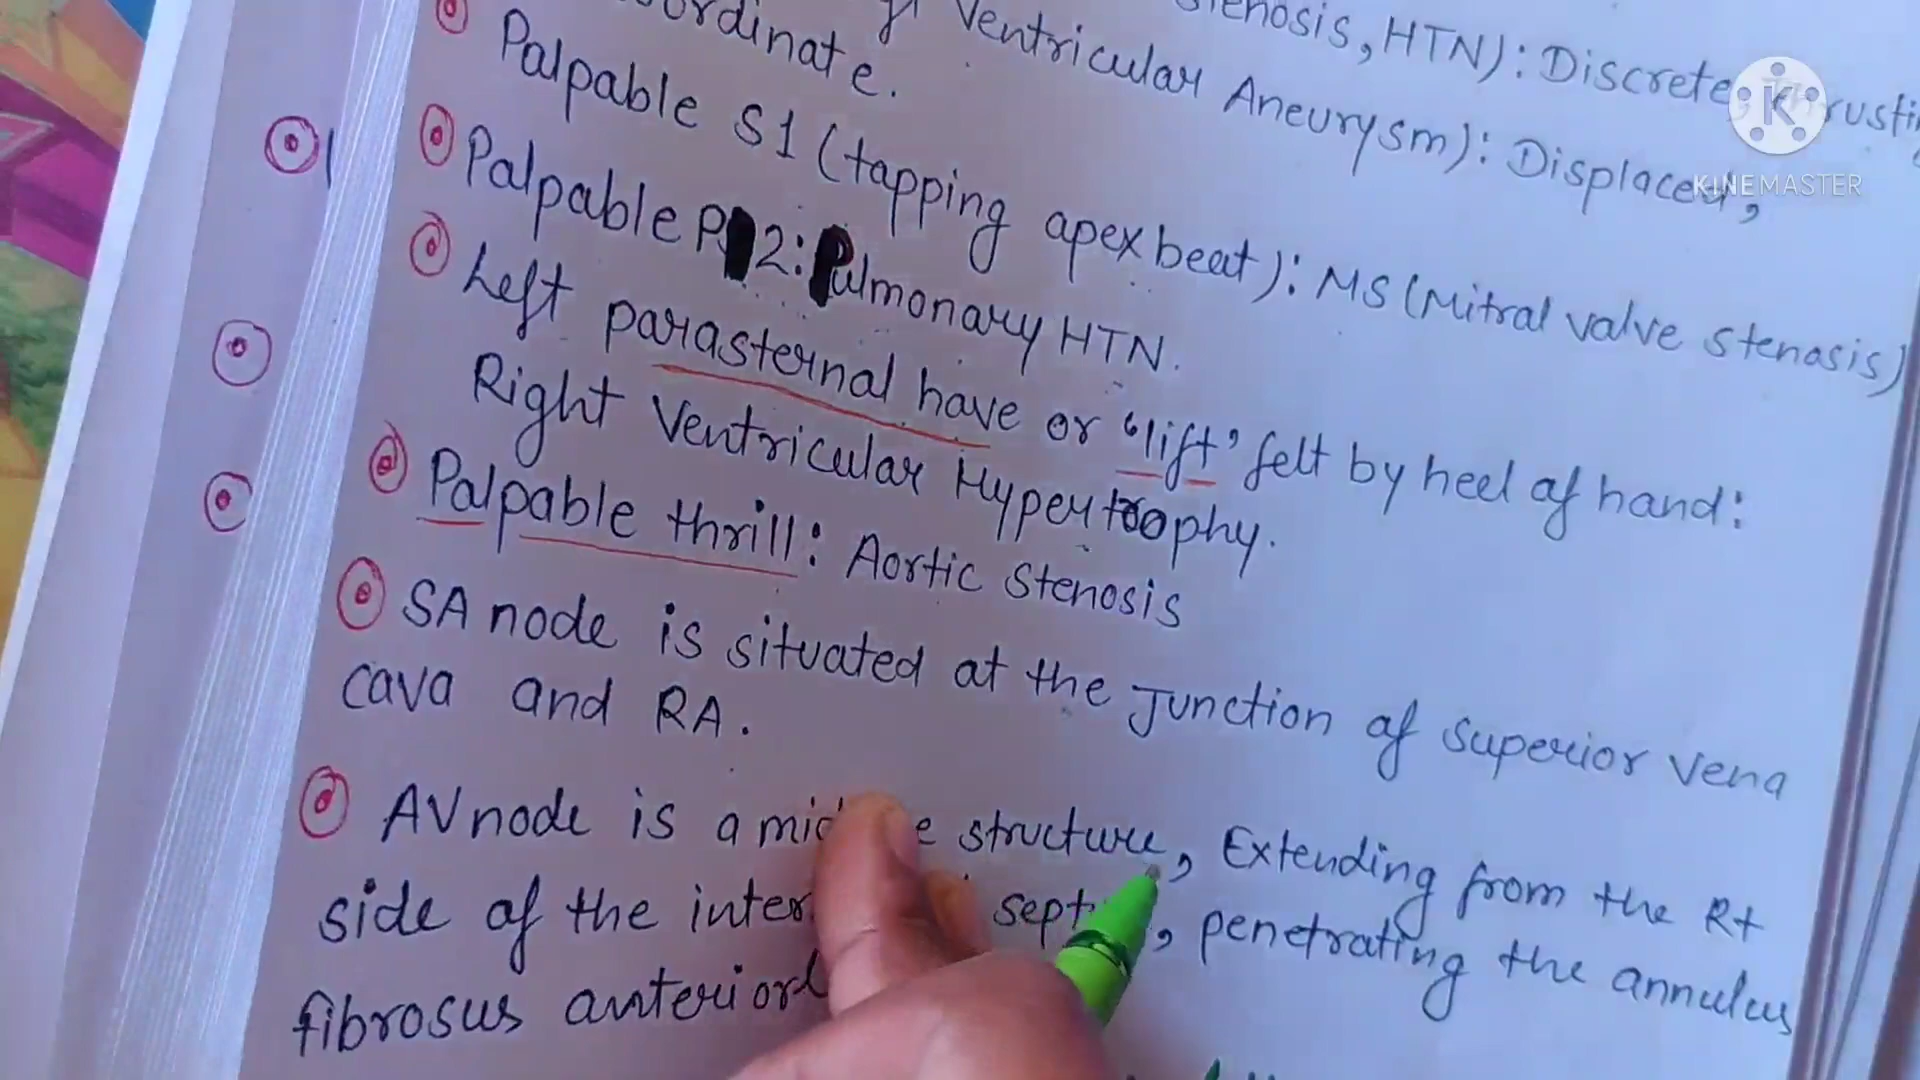 stenosis, HTN): Discrete,
Ventricular Aneurysm): Displaced,
ordinate.
Palpable S1 (tapping apex beat): MS (Mitral valve stenosis)
Palpable P2: Pulmonary HTN.
Left parasternal have or 'lift' felt by heel of hand:
Right Ventricular Hypertrophy.
Palpable thrill: Aortic Stenosis
SA node is situated at the Junction of Superior vena
cava and RA.
AV node is a structure, Extending from the Rt
side of the inter sept, penetrating the annulus
fibrosus anterior
KINEMASTER